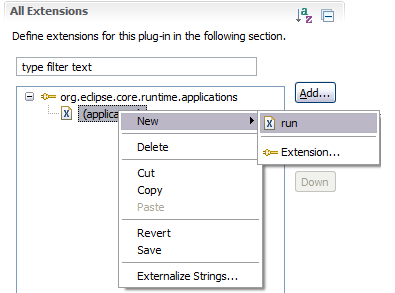 All Extensions
Define extensions for this plug-in in the following section.
type filter text
org.eclipse.core.runtime.applications
Add...
(applica
New
run
Delete
Extension...
Cut
Copy
Down
Paste
Revert
Save
Externalize Strings...